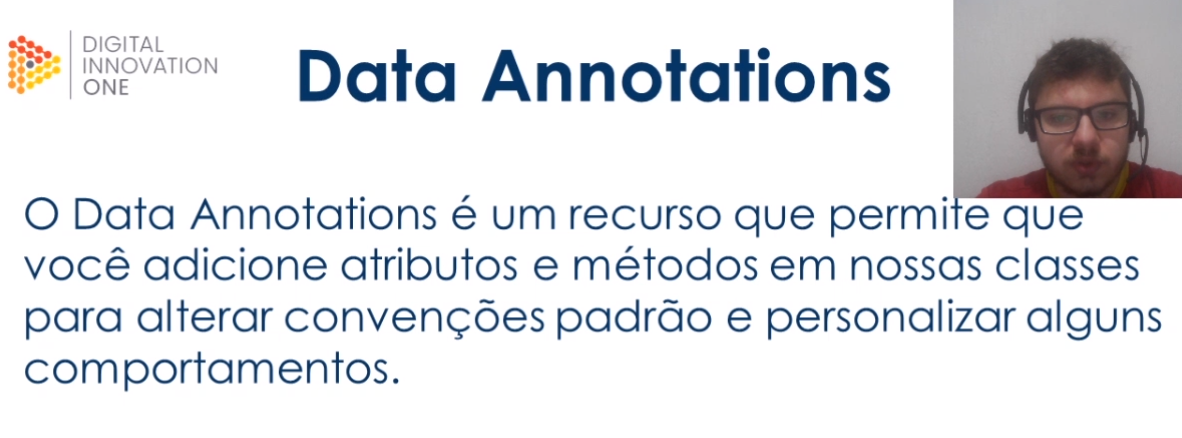 DIGITAL
INNOVATION
ONE
Data Annotations
O Data Annotations é um recurso que permite que
você adicione atributos e métodos em nossas classes
para alterar convenções padrão e personalizar alguns
comportamentos.